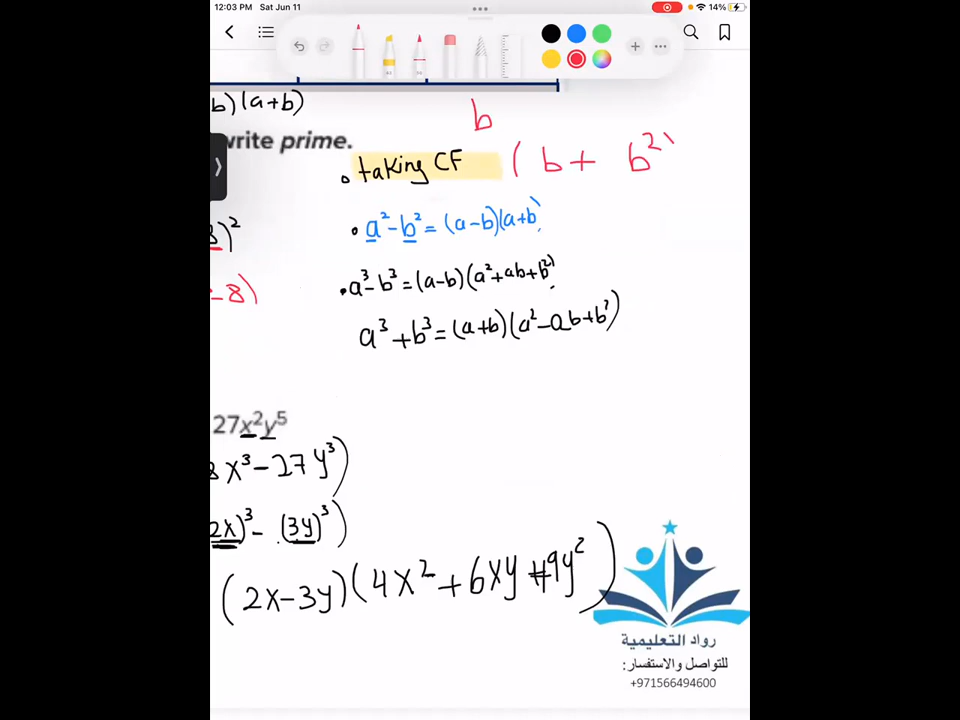 12:03 PM Sat Jun 11
14%
b)(a+b)
b
write prime.
• taking CF
( b + b²)
8)²
• a² - b² = (a-b)(a+b)
-8)
• a³-b³=(a-b)(a²+ab+b²)
a³+b³=(a+b)(a²-ab+b²)
27x²y⁵
8x³-27y³)
2x)³-(3y)³)
(2x-3y)(4x²+6xy+9y²)
رواد التعليمية
للتواصل والاستفسار:
+971566494600